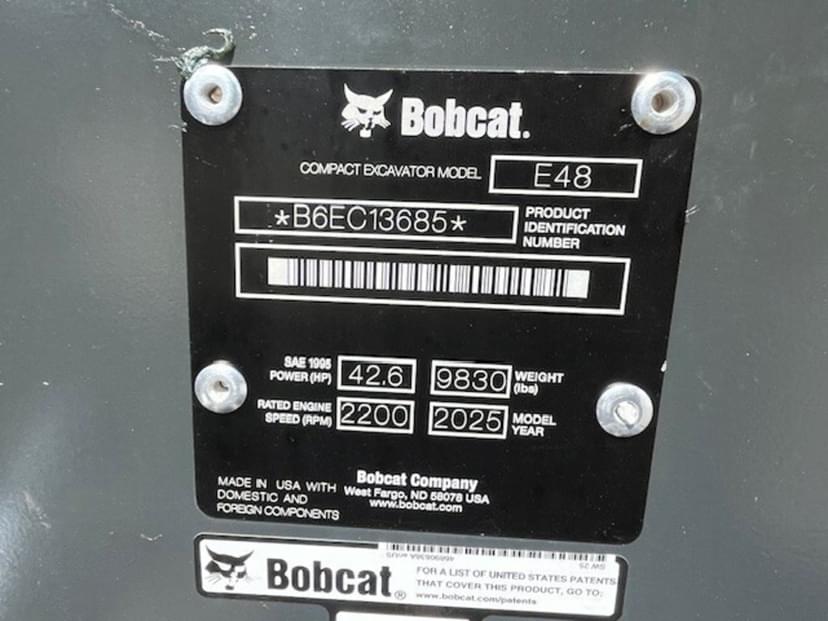 Bobcat.
COMPACT EXCAVATOR MODEL E48
*B6EC13685* PRODUCT
IDENTIFICATION
NUMBER
SAE 1995
POWER (HP) 42.6 9830 WEIGHT
(lbs)
RATED ENGINE
SPEED (RPM) 2200 2025 MODEL
YEAR
MADE IN USA WITH
DOMESTIC AND
FOREIGN COMPONENTS
Bobcat Company
West Fargo, ND 58078 USA
www.bobcat.com
SW 25
Bobcat®
FOR A LIST OF UNITED STATES PATENTS
THAT COVER THIS PRODUCT, GO TO:
www.bobcat.com/patents